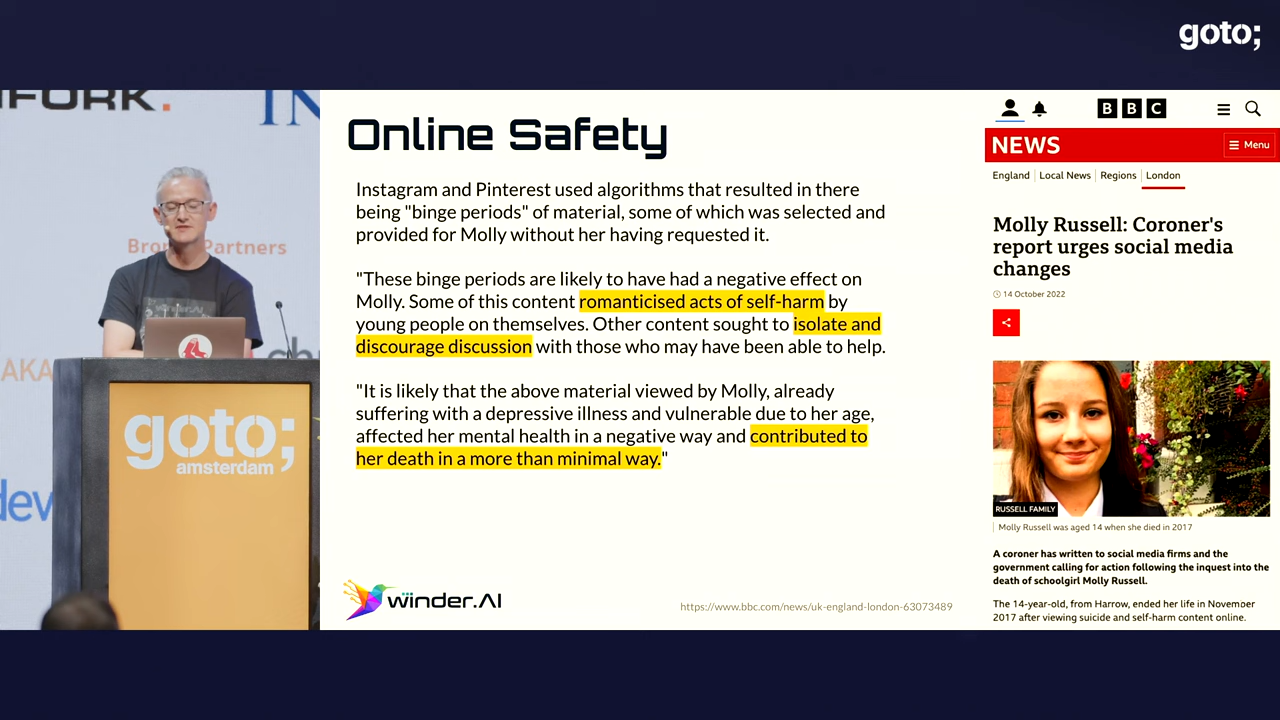 goto;
NFORK.
IN
Bron Partners
AKA
dev
winder.AI
goto;
amsterdam
Online Safety
Instagram and Pinterest used algorithms that resulted in there
being "binge periods" of material, some of which was selected and
provided for Molly without her having requested it.
"These binge periods are likely to have had a negative effect on
Molly. Some of this content romanticised acts of self-harm by
young people on themselves. Other content sought to isolate and
discourage discussion with those who may have been able to help.
"It is likely that the above material viewed by Molly, already
suffering with a depressive illness and vulnerable due to her age,
affected her mental health in a negative way and contributed to
her death in a more than minimal way."
winder.AI
https://www.bbc.com/news/uk-england-london-63073489
BBC
NEWS
Menu
England Local News Regions London
Molly Russell: Coroner's
report urges social media
changes
14 October 2022
RUSSELL FAMILY
Molly Russell was aged 14 when she died in 2017
A coroner has written to social media firms and the
government calling for action following the inquest into the
death of schoolgirl Molly Russell.
The 14-year-old, from Harrow, ended her life in November
2017 after viewing suicide and self-harm content online.